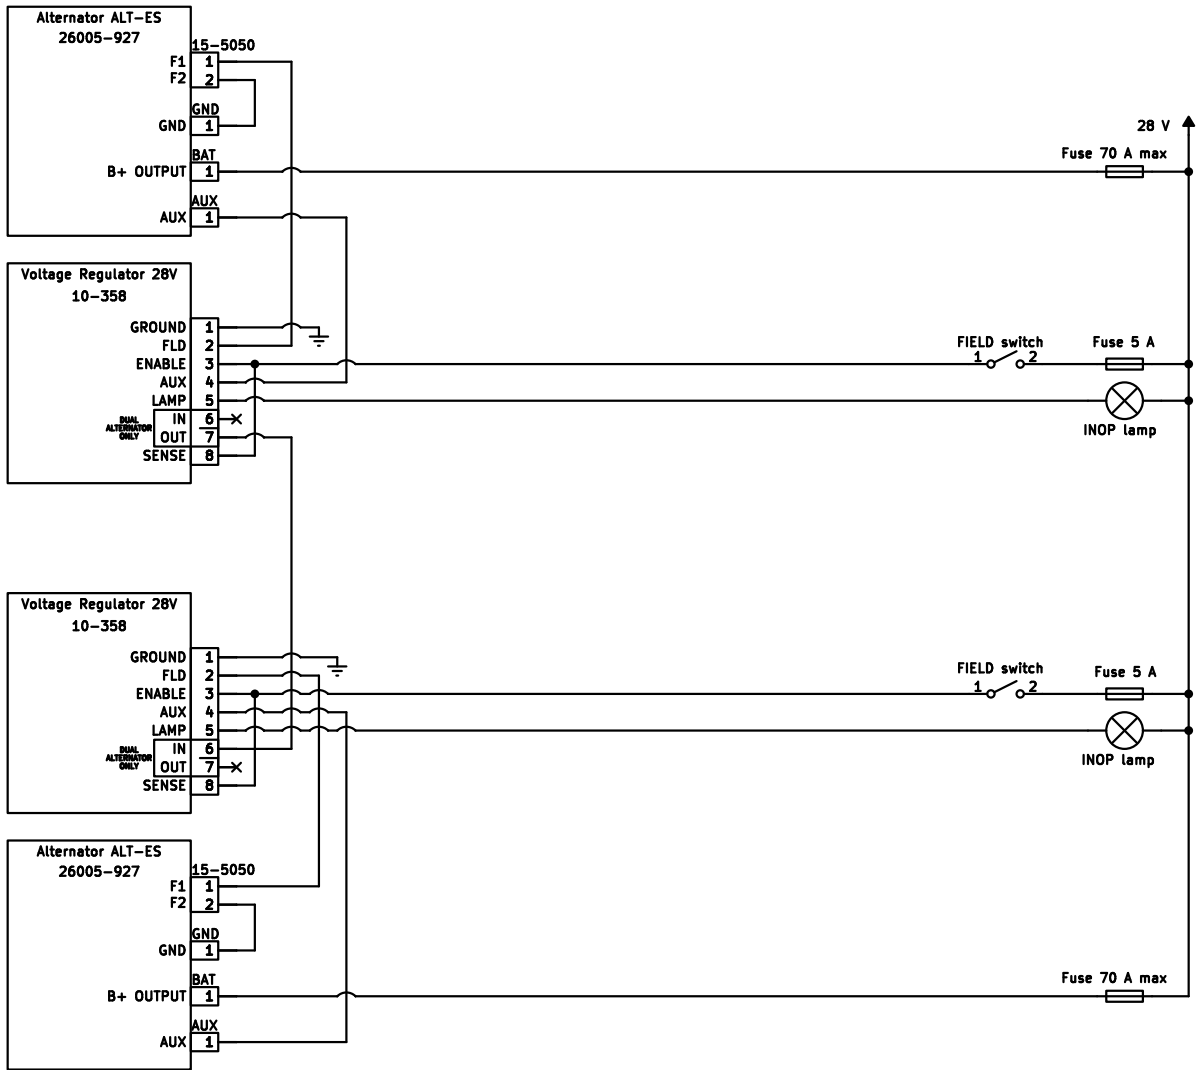 Alternator ALT-ES
26005-927
15-5050
F1 1
F2 2
GND
GND 1
28 V
BAT
Fuse 70 A max
B+ OUTPUT 1
AUX
AUX 1
Voltage Regulator 28V
10-358
GROUND 1
FLD 2
FIELD switch
Fuse 5 A
ENABLE 3
1 2
AUX 4
LAMP 5
INOP lamp
DUAL
ALTERNATOR
ONLY
IN 6
OUT 7
SENSE 8
Voltage Regulator 28V
10-358
GROUND 1
FLD 2
FIELD switch
Fuse 5 A
ENABLE 3
1 2
AUX 4
LAMP 5
INOP lamp
DUAL
ALTERNATOR
ONLY
IN 6
OUT 7
SENSE 8
Alternator ALT-ES
26005-927
15-5050
F1 1
F2 2
GND
GND 1
BAT
Fuse 70 A max
B+ OUTPUT 1
AUX
AUX 1